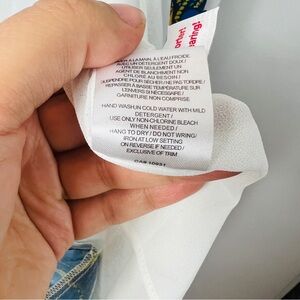 LAVER À LA MAIN, À L'EAU FROIDE,
AVEC UN DÉTERGENT DOUX /
UTILISER SEULEMENT UN
AGENT DE BLANCHIMENT NON
CHLORÉ AU BESOIN /
SUSPENDRE POUR SÉCHER / NE PAS TORDRE /
REPASSER À BASSE TEMPÉRATURE SUR
L'ENVERS SI NÉCESSAIRE /
GARNITURE NON COMPRISE
HAND WASH IN COLD WATER WITH MILD
DETERGENT /
USE ONLY NON-CHLORINE BLEACH
WHEN NEEDED /
HANG TO DRY / DO NOT WRING /
IRON AT LOW SETTING
ON REVERSE IF NEEDED /
EXCLUSIVE OF TRIM